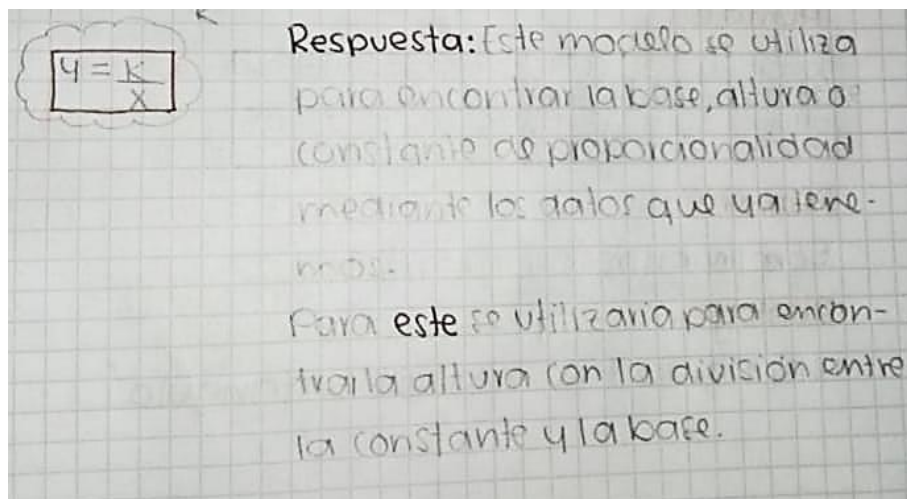 y = k
x
Respuesta: Este modelo se utiliza
para encontrar la base, altura o
constante de proporcionalidad
mediante los datos que ya tene-
mos.
Para este se utilizaria para encon-
trar la altura con la división entre
la constante y la base.